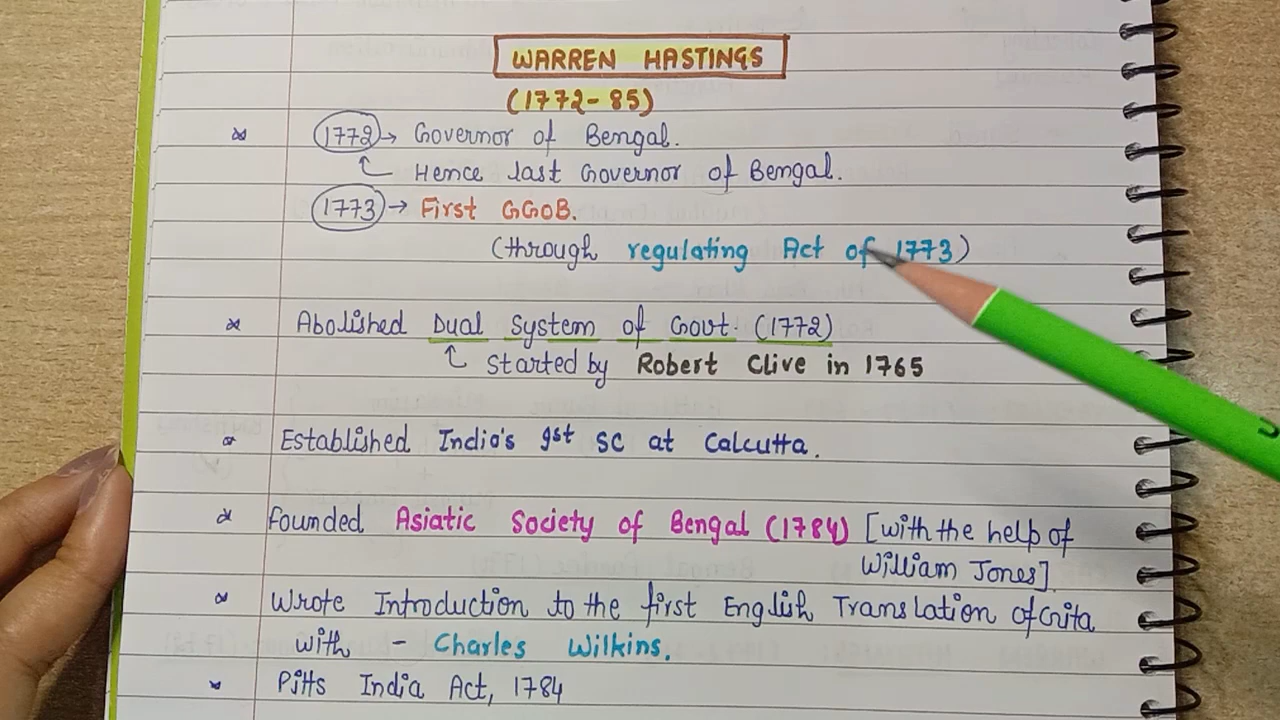 WARREN HASTINGS
(1772-85)
1772 → Governor of Bengal.
Hence last Governor of Bengal.
1773 → First GGOB.
(through regulating Act of 1773)
Abolished Dual System of Govt. (1772)
Started by Robert Clive in 1765
Established India's 1st SC at Calcutta.
founded Asiatic Society of Bengal (1784) [with the help of
William Jones]
Wrote Introduction to the first English Translation of Gita
with - Charles Wilkins.
Pitts India Act, 1784